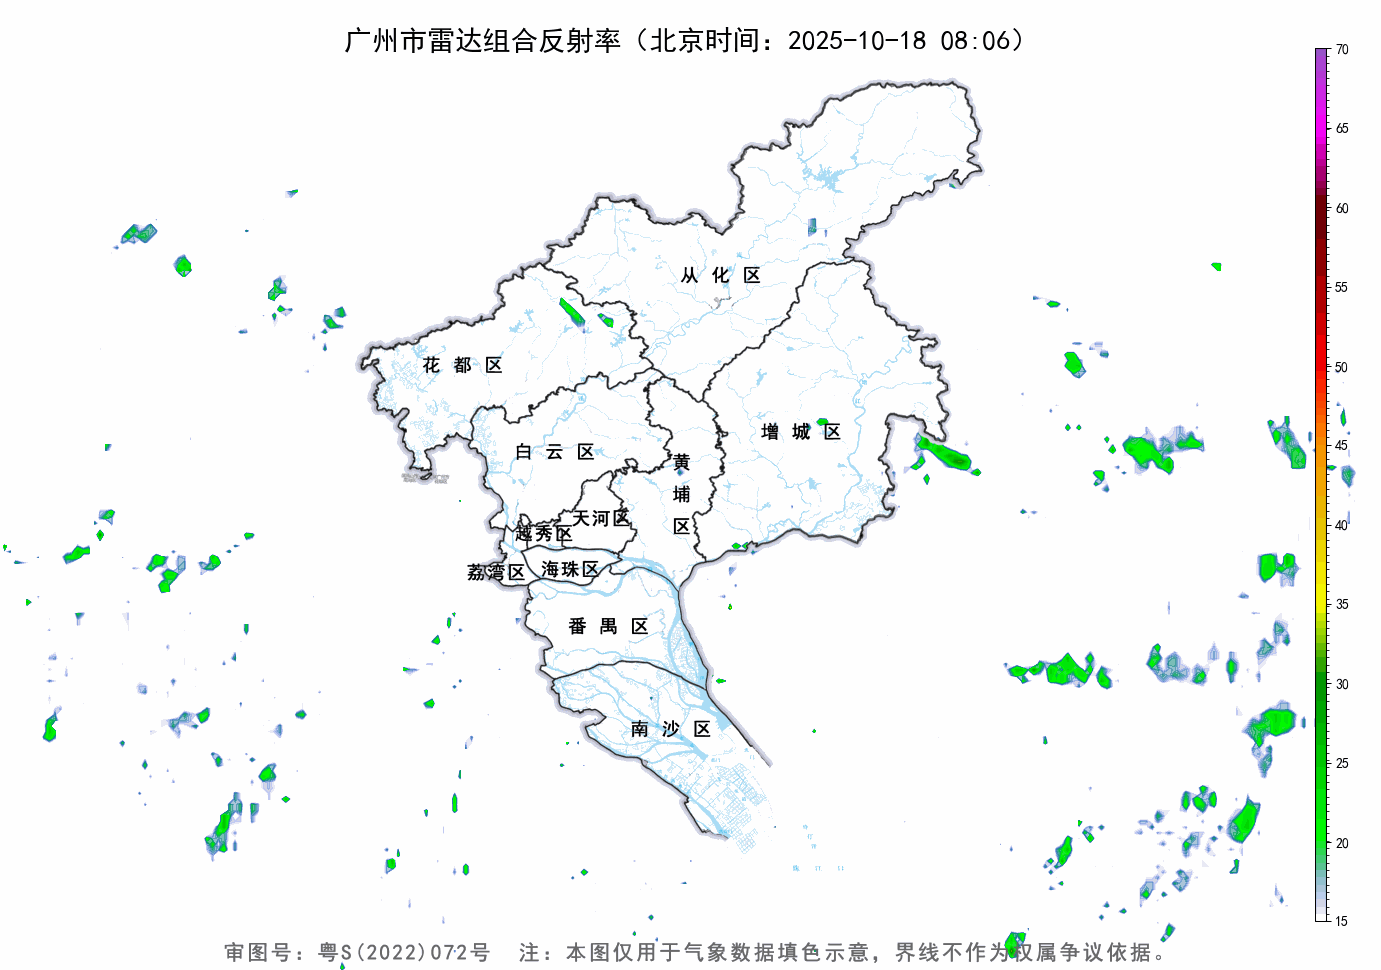 广州市雷达组合反射率（北京时间：2025-10-18 08:06）
70
65
60
55
50
45
40
35
30
25
20
15
从化区
花都区
增城区
白云区
黄埔区
天河区
越秀区
荔湾区
海珠区
番禺区
南沙区
审图号：粤S(2022)072号 注：本图仅用于气象数据填色示意，界线不作为权属争议依据。